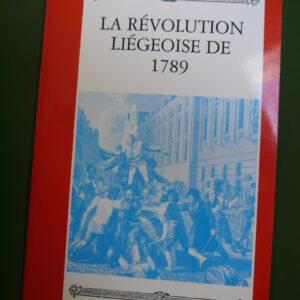 LA RÉVOLUTION
LIÉGEOISE DE
1789